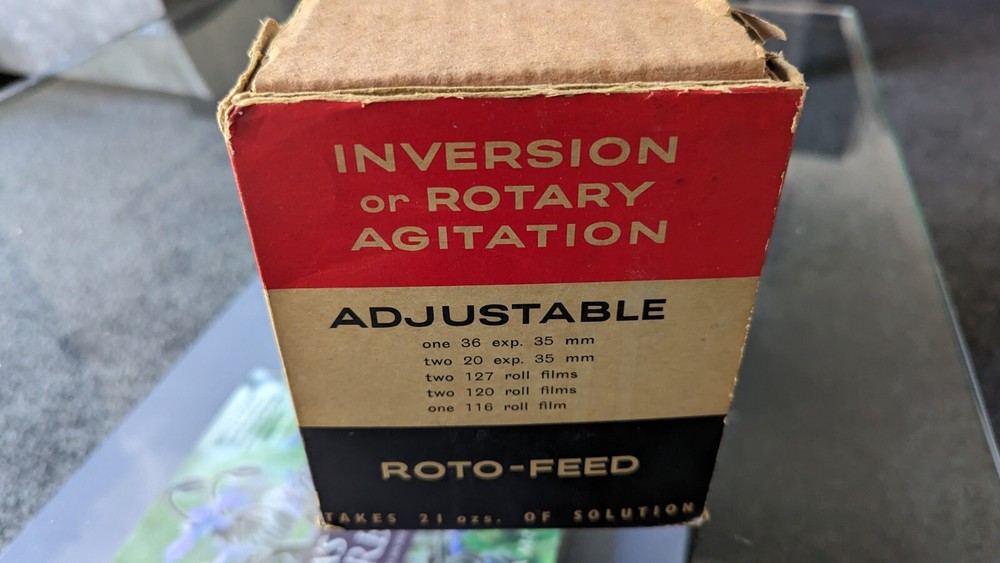 INVERSION
or ROTARY
AGITATION
ADJUSTABLE
one 36 exp. 35 mm
two 20 exp. 35 mm
two 127 roll films
two 120 roll films
one 116 roll film
ROTO-FEED
TAKES 21 ozs. OF SOLUTION